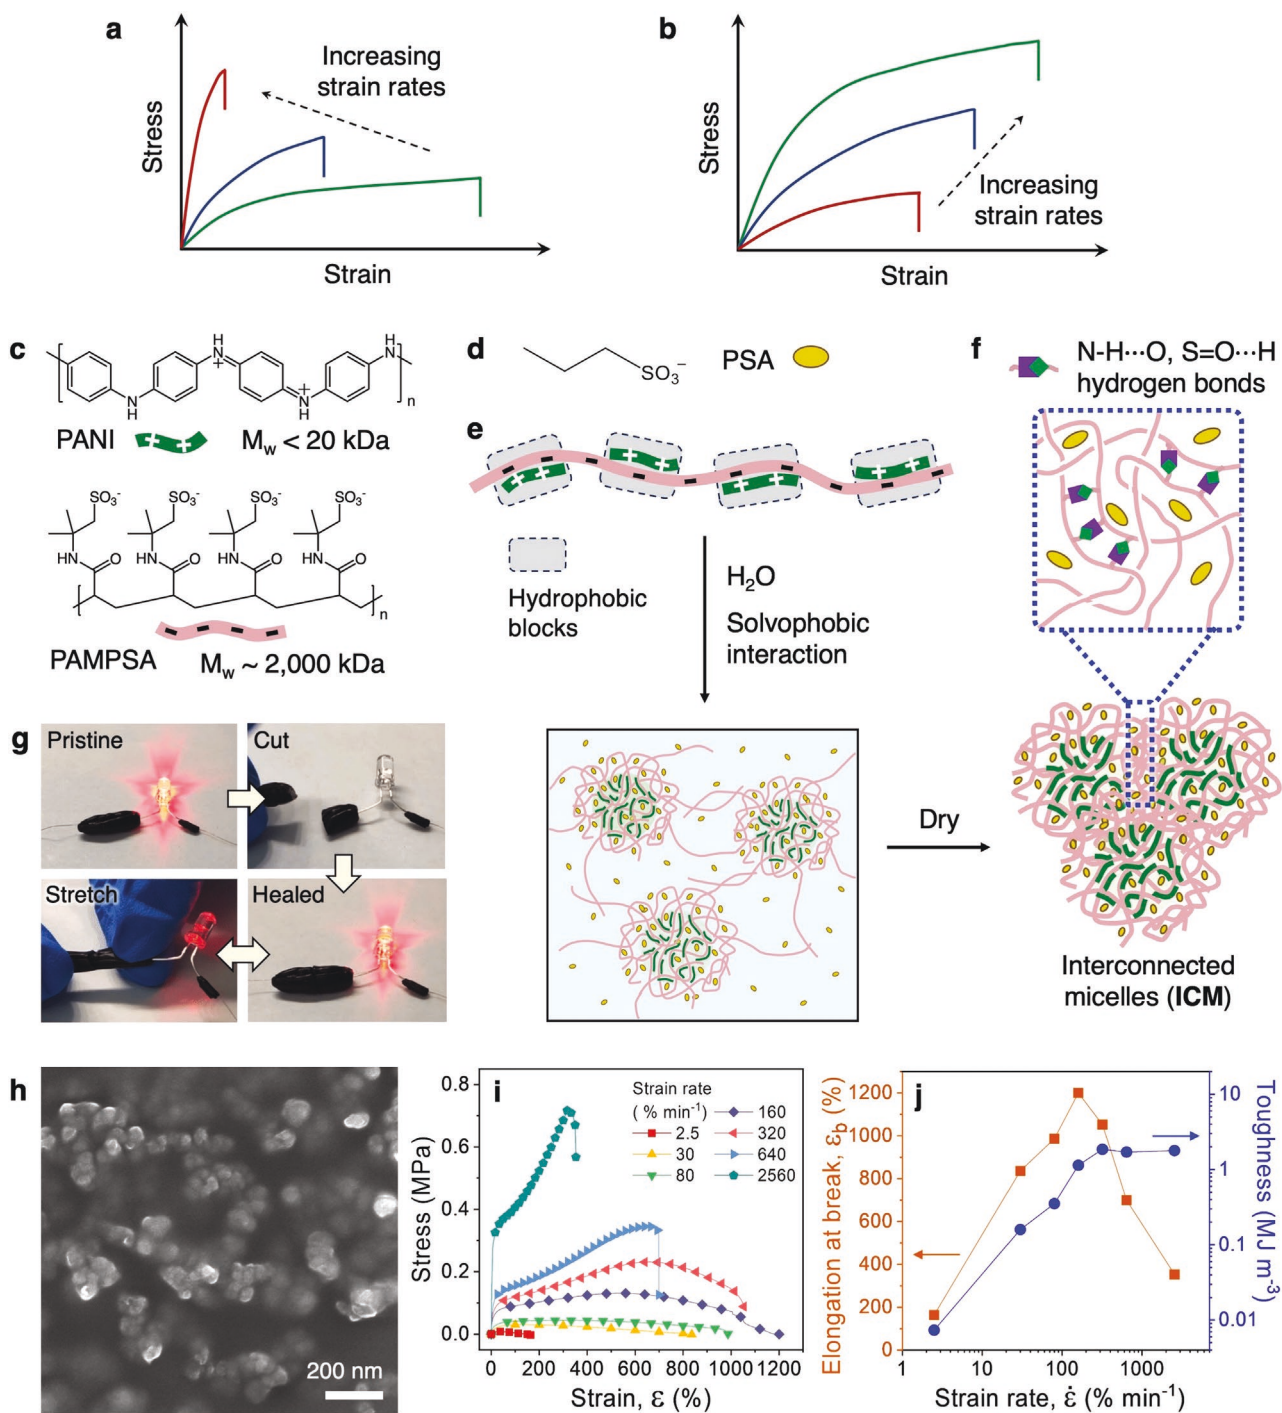 a
Increasing
strain rates
Stress
Strain
b
Increasing
strain rates
Stress
Strain
c
H
N
+
H
N
N
H
+
N
H
n
PANI
M_w < 20 kDa
SO₃⁻ SO₃⁻ SO₃⁻ SO₃⁻
HN O HN O HN O HN O
n
PAMPSA
M_w ~ 2,000 kDa
d
SO₃⁻
PSA
e
Hydrophobic
blocks
H₂O
Solvophobic
interaction
Dry
f
N-H···O, S=O···H
hydrogen bonds
Interconnected
micelles (ICM)
g
Pristine
Cut
Stretch
Healed
h
200 nm
i
Stress (MPa)
0.8
0.6
0.4
0.2
0.0
Strain rate
( % min⁻¹)
2.5
30
80
160
320
640
2560
0 200 400 600 800 1000 1200
Strain, ε (%)
j
Elongation at break, ε_b (%)
1200
1000
800
600
400
200
0
Toughness (MJ m⁻³)
10
1
0.1
0.01
1 10 100 1000
Strain rate, ε̇ (% min⁻¹)